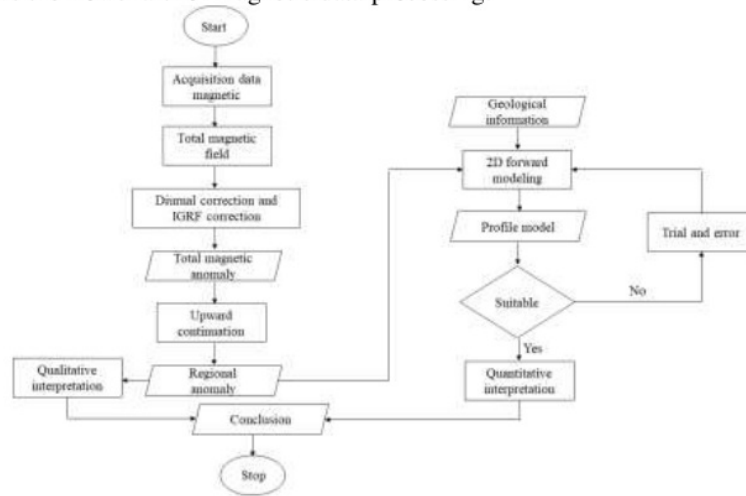 Start
Acquisition data
magnetic
Total magnetic
field
Diurnal correction and
IGRF correction
Total magnetic
anomaly
Upward
continuation
Regional
anomaly
Qualitative
interpretation
Conclusion
Stop
Geological
information
2D forward
modeling
Profile model
Suitable
No
Trial and error
Yes
Quantitative
interpretation